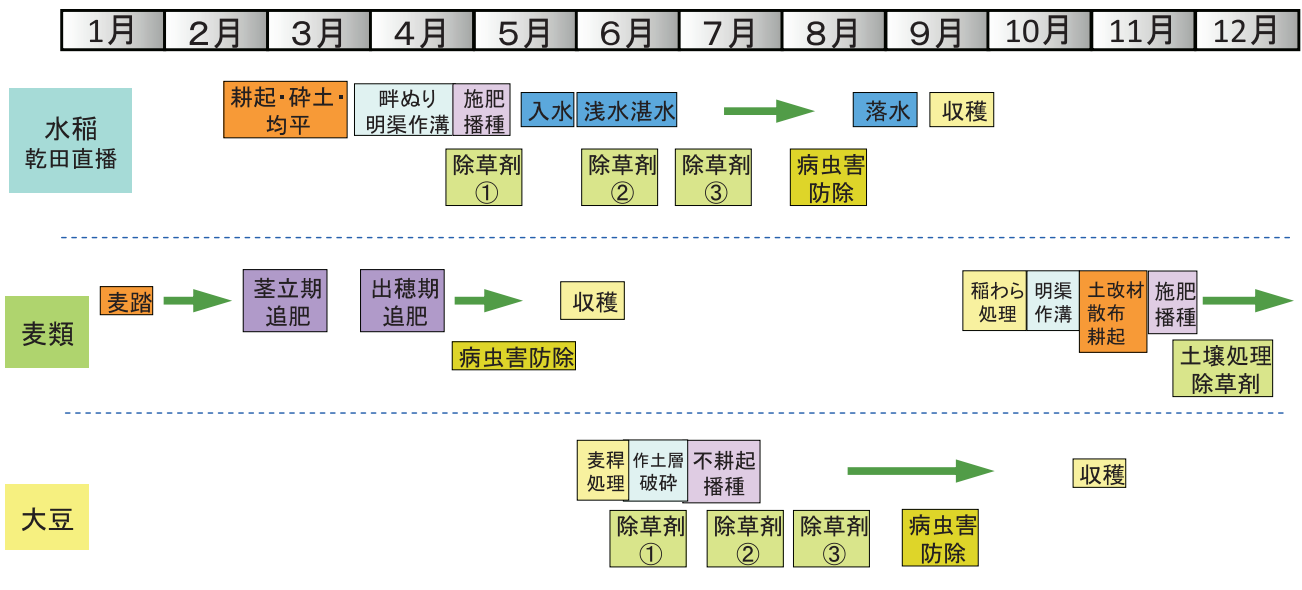 1月 2月 3月 4月 5月 6月 7月 8月 9月 10月 11月 12月
水稲
乾田直播
耕起・砕土・
均平
畔ぬり
明渠作溝
施肥
播種
入水
浅水湛水
落水
収穫
除草剤
①
除草剤
②
除草剤
③
病虫害
防除
麦類
麦踏
茎立期
追肥
出穂期
追肥
収穫
病虫害防除
稲わら
処理
明渠
作溝
土改材
散布
耕起
施肥
播種
土壌処理
除草剤
大豆
麦稈
処理
作土層
破砕
不耕起
播種
収穫
除草剤
①
除草剤
②
除草剤
③
病虫害
防除